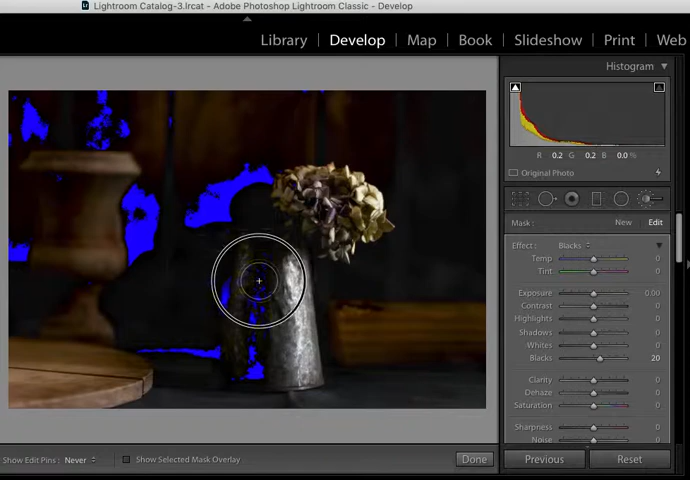 Lightroom Catalog-3.lrcat - Adobe Photoshop Lightroom Classic - Develop
Library | Develop | Map | Book | Slideshow | Print | Web
Histogram
R 0.2 G 0.2 B 0.0 %
Original Photo
Mask : New Edit
Effect : Blacks
Temp 0
Tint 0
Exposure 0.00
Contrast 0
Highlights 0
Shadows 0
Whites 0
Blacks 20
Clarity 0
Dehaze 0
Saturation 0
Sharpness 0
Noise 0
Show Edit Pins : Never Show Selected Mask Overlay Done Previous Reset